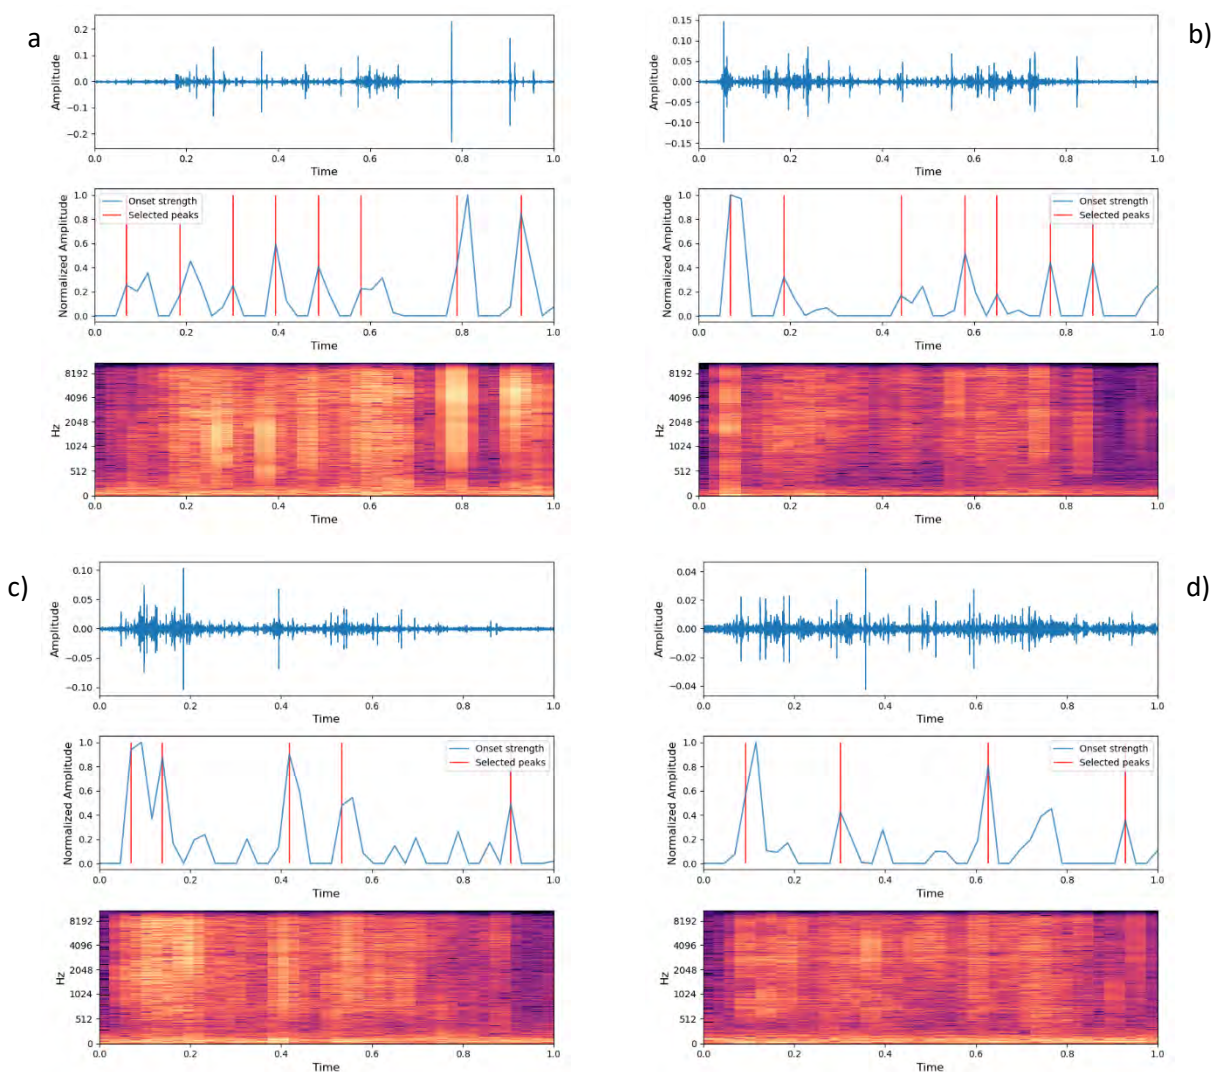 a
Amplitude
0.2
0.1
0.0
−0.1
−0.2
0.0 0.2 0.4 0.6 0.8 1.0
Time
Normalized Amplitude
1.0
0.8
0.6
0.4
0.2
0.0
Onset strength
Selected peaks
0.0 0.2 0.4 0.6 0.8 1.0
Time
Hz
8192
4096
2048
1024
512
0
0.0 0.2 0.4 0.6 0.8 1.0
Time
b)
Amplitude
0.15
0.10
0.05
0.00
−0.05
−0.10
−0.15
0.0 0.2 0.4 0.6 0.8 1.0
Time
Normalized Amplitude
1.0
0.8
0.6
0.4
0.2
0.0
Onset strength
Selected peaks
0.0 0.2 0.4 0.6 0.8 1.0
Time
Hz
8192
4096
2048
1024
512
0
0.0 0.2 0.4 0.6 0.8 1.0
Time
c)
Amplitude
0.10
0.05
0.00
−0.05
−0.10
0.0 0.2 0.4 0.6 0.8 1.0
Time
Normalized Amplitude
1.0
0.8
0.6
0.4
0.2
0.0
Onset strength
Selected peaks
0.0 0.2 0.4 0.6 0.8 1.0
Time
Hz
8192
4096
2048
1024
512
0
0.0 0.2 0.4 0.6 0.8 1.0
Time
d)
Amplitude
0.04
0.02
0.00
−0.02
−0.04
0.0 0.2 0.4 0.6 0.8 1.0
Time
Normalized Amplitude
1.0
0.8
0.6
0.4
0.2
0.0
Onset strength
Selected peaks
0.0 0.2 0.4 0.6 0.8 1.0
Time
Hz
8192
4096
2048
1024
512
0
0.0 0.2 0.4 0.6 0.8 1.0
Time